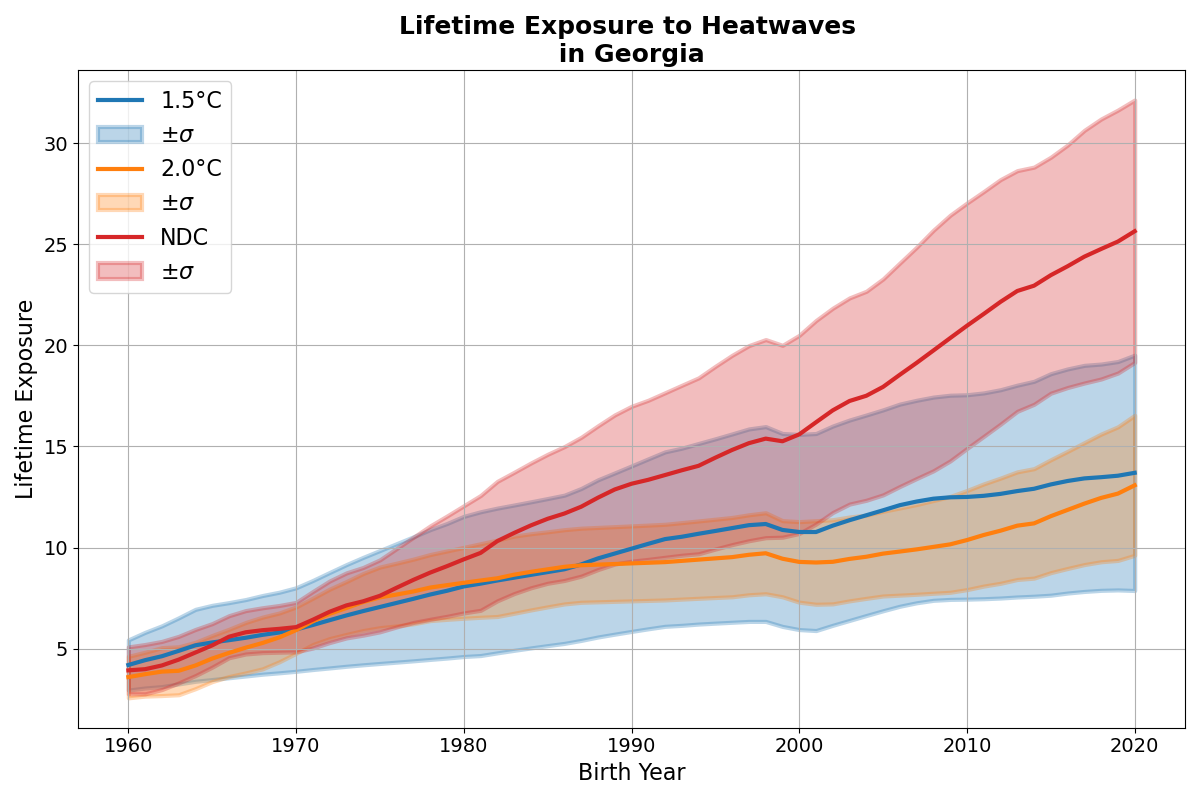 Lifetime Exposure to Heatwaves
in Georgia
1.5°C
±σ
2.0°C
±σ
NDC
±σ
Lifetime Exposure
30
25
20
15
10
5
1960 1970 1980 1990 2000 2010 2020
Birth Year